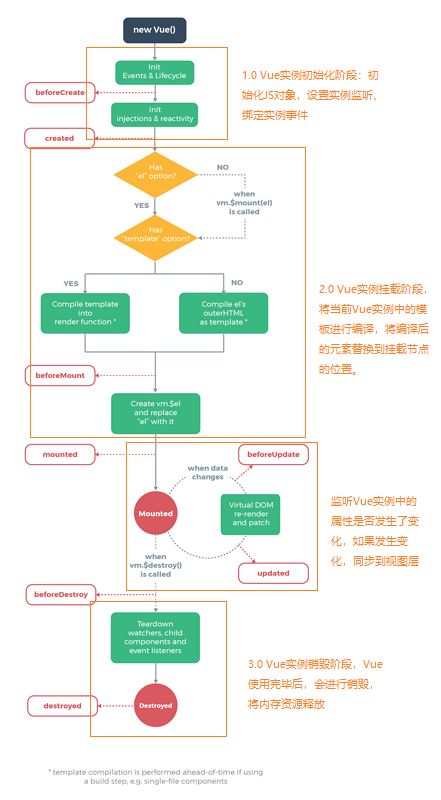 new Vue()
Init
Events & Lifecycle
beforeCreate
1.0 Vue实例初始化阶段：初
始化JS对象，设置实例监听、
绑定实例事件
Init
injections & reactivity
created
Has
"el" option?
NO
when
vm.$mount(el)
is called
YES
Has
"template" option?
YES
NO
Compile template
into
render function *
Compile el's
outerHTML
as template *
2.0 Vue实例挂载阶段，
将当前Vue实例中的模
板进行编译，将编译后
的元素替换到挂载节点
的位置。
beforeMount
Create vm.$el
and replace
"el" with it
mounted
beforeUpdate
when data
changes
Mounted
Virtual DOM
re-render
and patch
监听Vue实例中的
属性是否发生了变
化，如果发生变
化，同步到视图层
updated
when
vm.$destroy()
is called
beforeDestroy
Teardown
watchers, child
components and
event listeners
3.0 Vue实例销毁阶段，Vue
使用完毕后，会进行销毁，
将内存资源释放
destroyed
Destroyed
* template compilation is performed ahead-of-time if using
a build step, e.g. single-file components